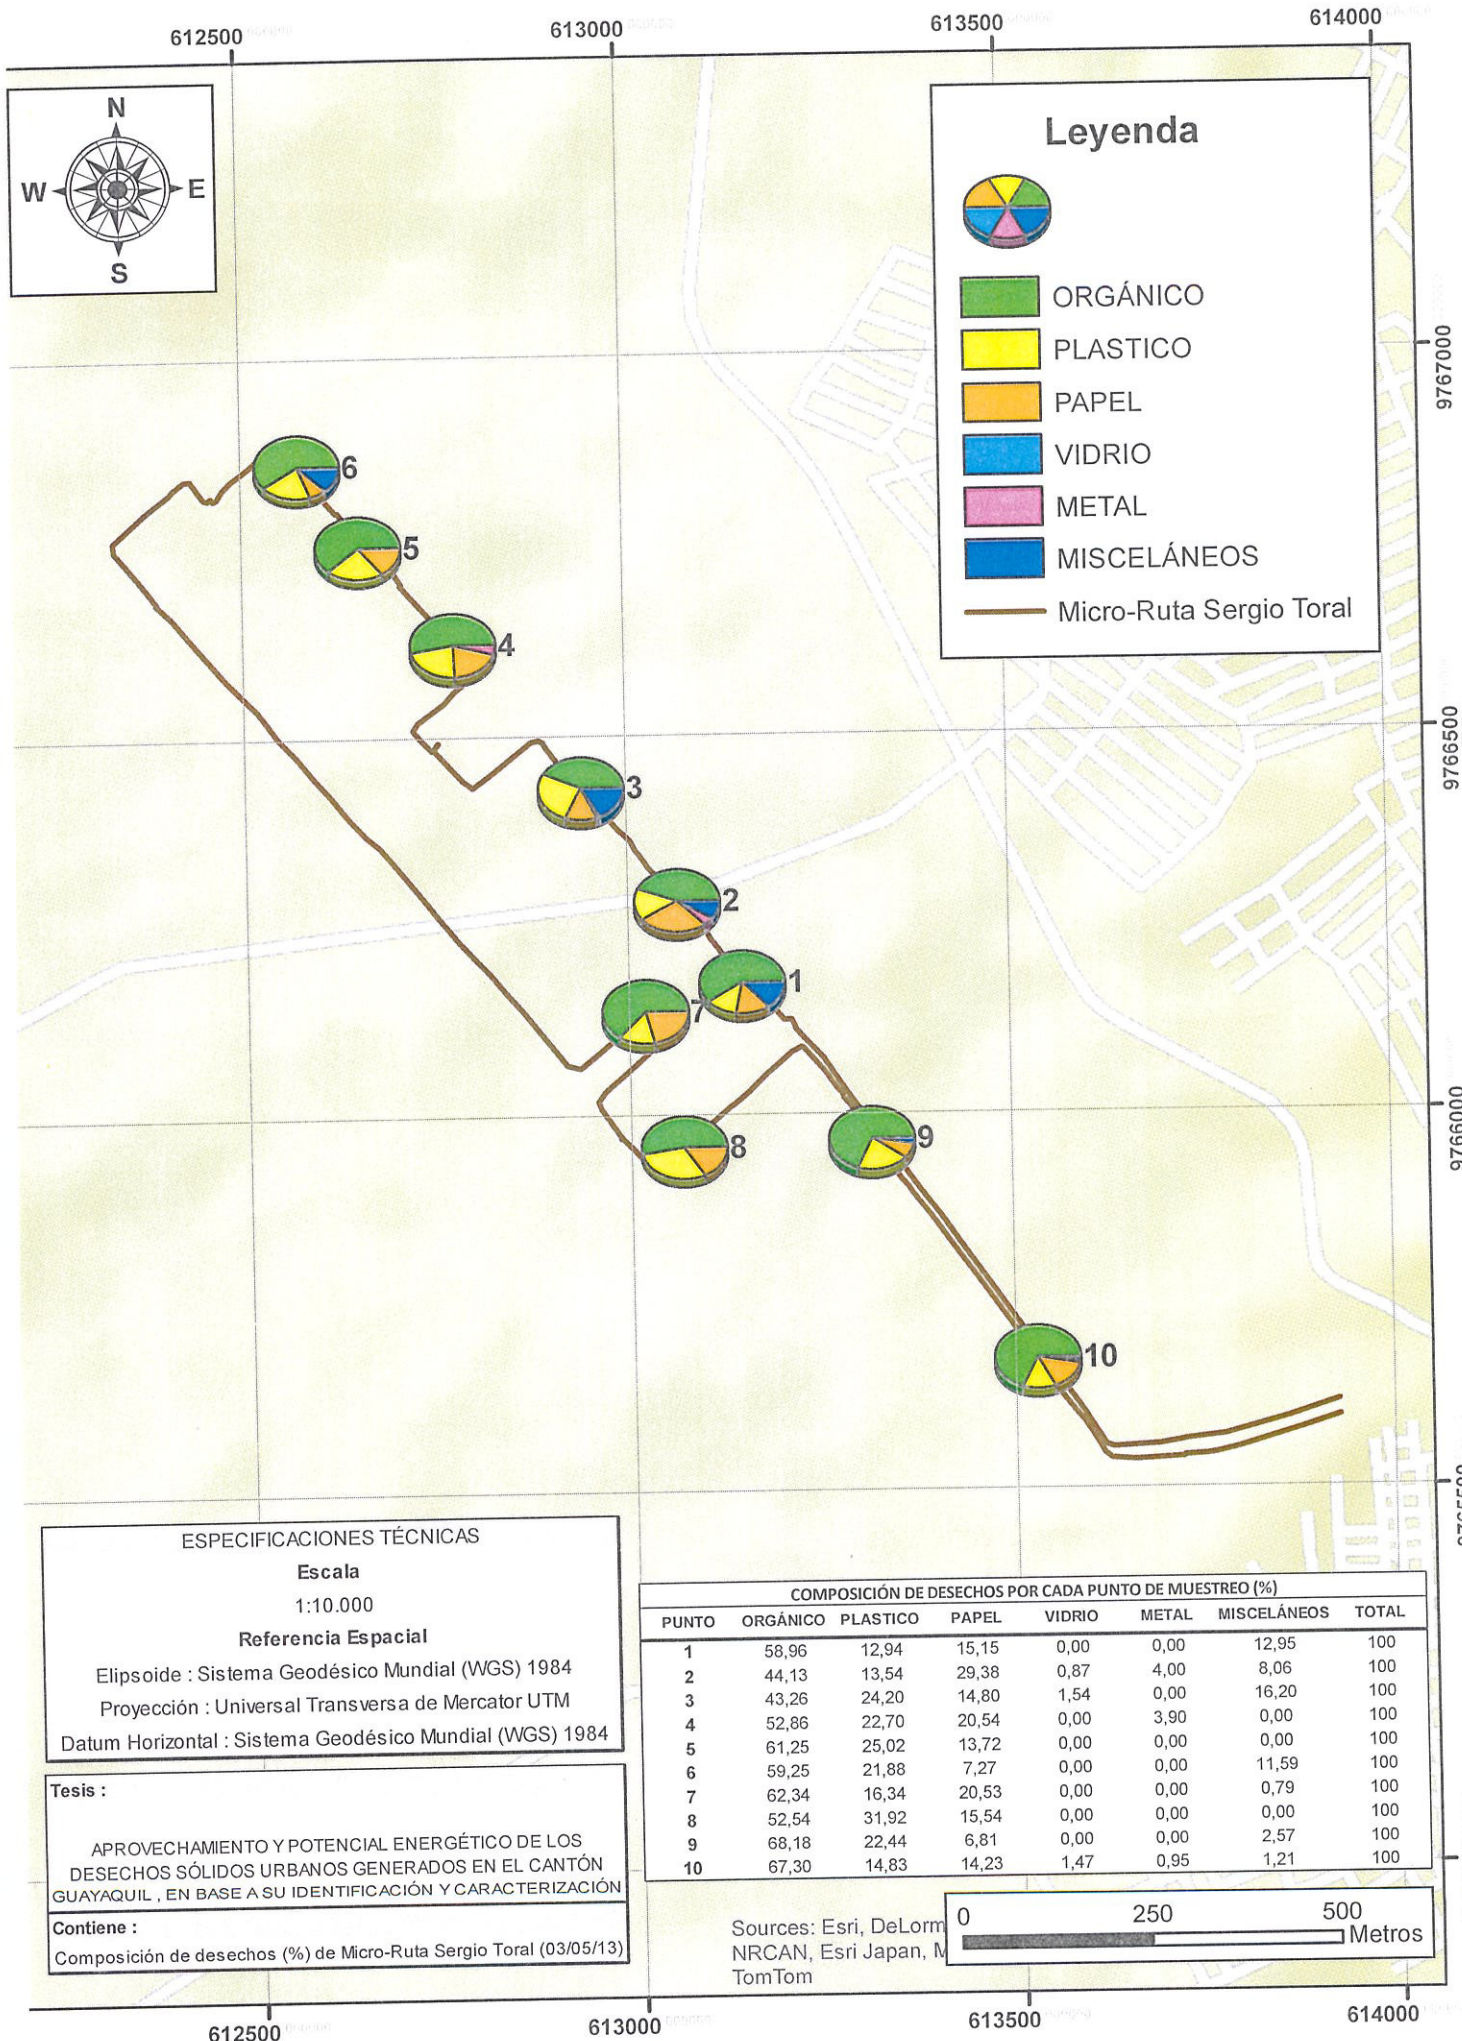 612500
613000
613500
614000
N
W
E
S
Leyenda
ORGÁNICO
PLASTICO
PAPEL
VIDRIO
METAL
MISCELÁNEOS
Micro-Ruta Sergio Toral
9767000
9766500
9766000
6
5
4
3
2
1
7
8
9
10
ESPECIFICACIONES TÉCNICAS
Escala
1:10.000
Referencia Espacial
Elipsoide : Sistema Geodésico Mundial (WGS) 1984
Proyección : Universal Transversa de Mercator UTM
Datum Horizontal : Sistema Geodésico Mundial (WGS) 1984
Tesis :
APROVECHAMIENTO Y POTENCIAL ENERGÉTICO DE LOS
DESECHOS SÓLIDOS URBANOS GENERADOS EN EL CANTÓN
GUAYAQUIL , EN BASE A SU IDENTIFICACIÓN Y CARACTERIZACIÓN
Contiene :
Composición de desechos (%) de Micro-Ruta Sergio Toral (03/05/13)
COMPOSICIÓN DE DESECHOS POR CADA PUNTO DE MUESTREO (%)
PUNTO ORGÁNICO PLASTICO PAPEL VIDRIO METAL MISCELÁNEOS TOTAL
1 58,96 12,94 15,15 0,00 0,00 12,95 100
2 44,13 13,54 29,38 0,87 4,00 8,06 100
3 43,26 24,20 14,80 1,54 0,00 16,20 100
4 52,86 22,70 20,54 0,00 3,90 0,00 100
5 61,25 25,02 13,72 0,00 0,00 0,00 100
6 59,25 21,88 7,27 0,00 0,00 11,59 100
7 62,34 16,34 20,53 0,00 0,00 0,79 100
8 52,54 31,92 15,54 0,00 0,00 0,00 100
9 68,18 22,44 6,81 0,00 0,00 2,57 100
10 67,30 14,83 14,23 1,47 0,95 1,21 100
Sources: Esri, DeLorm
NRCAN, Esri Japan, M
TomTom
0 250 500
Metros
612500
613000
613500
614000